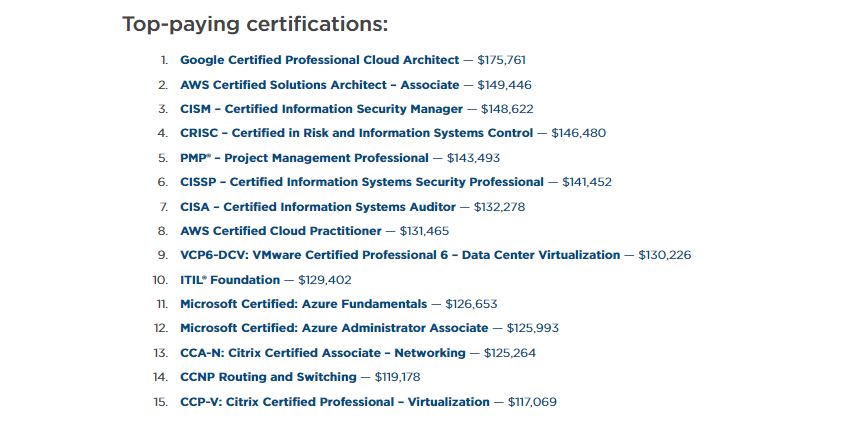 Top-paying certifications:
1. Google Certified Professional Cloud Architect — $175,761
2. AWS Certified Solutions Architect – Associate — $149,446
3. CISM – Certified Information Security Manager — $148,622
4. CRISC – Certified in Risk and Information Systems Control — $146,480
5. PMP® – Project Management Professional — $143,493
6. CISSP – Certified Information Systems Security Professional — $141,452
7. CISA – Certified Information Systems Auditor — $132,278
8. AWS Certified Cloud Practitioner — $131,465
9. VCP6-DCV: VMware Certified Professional 6 – Data Center Virtualization — $130,226
10. ITIL® Foundation — $129,402
11. Microsoft Certified: Azure Fundamentals — $126,653
12. Microsoft Certified: Azure Administrator Associate — $125,993
13. CCA-N: Citrix Certified Associate – Networking — $125,264
14. CCNP Routing and Switching — $119,178
15. CCP-V: Citrix Certified Professional – Virtualization — $117,069